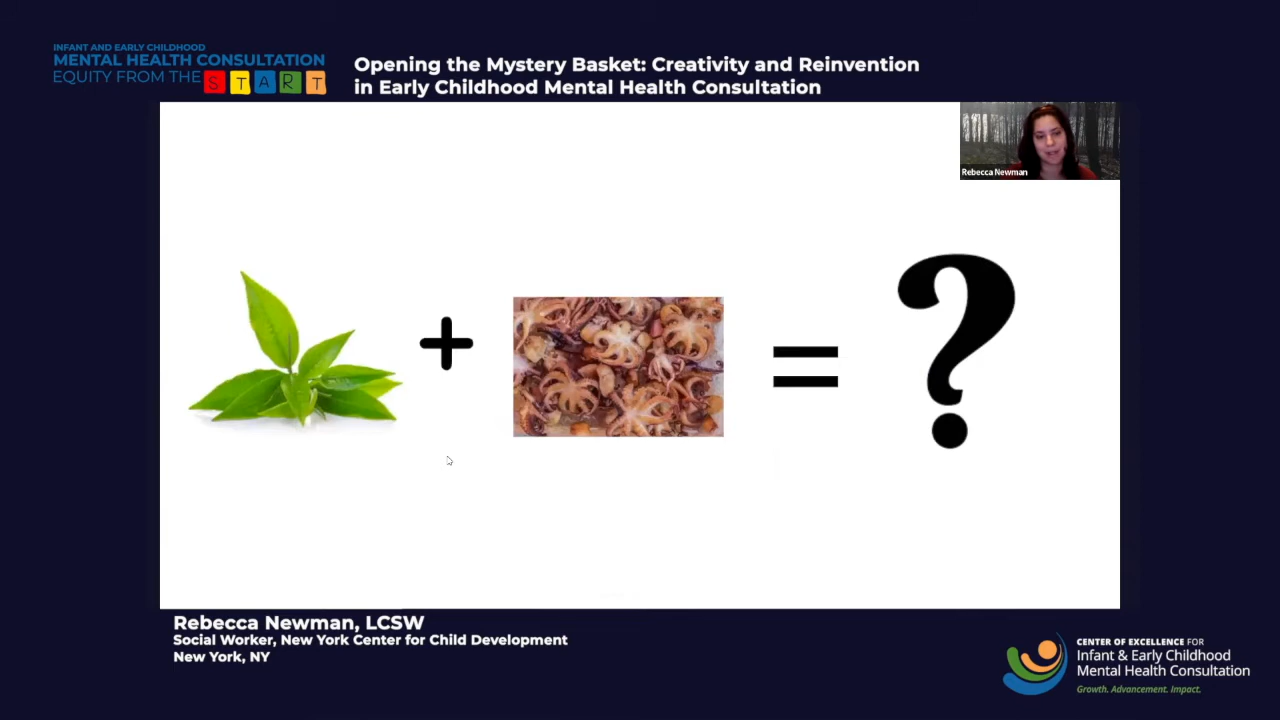 INFANT AND EARLY CHILDHOOD
MENTAL HEALTH CONSULTATION
EQUITY FROM THE START
Opening the Mystery Basket: Creativity and Reinvention
in Early Childhood Mental Health Consultation
Rebecca Newman
+ = ?
Rebecca Newman, LCSW
Social Worker, New York Center for Child Development
New York, NY
CENTER OF EXCELLENCE FOR
Infant & Early Childhood
Mental Health Consultation
Growth. Advancement. Impact.